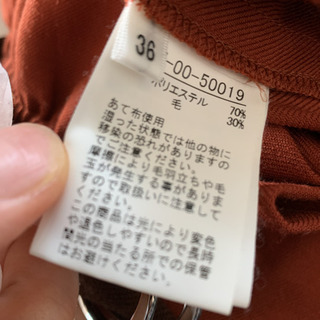 36
-00-50019
ポリエステル 70%
毛 30%
あて布使用
湿った状態では他の物に
移染の恐れがありますの
でご注意ください。
摩擦により毛羽立ちや毛
玉が発生する事がありま
すので取扱いに注意して
ください。
この商品は元により変色
や退色しやすいので長時
間光の当たる所での保管
はお避けください。